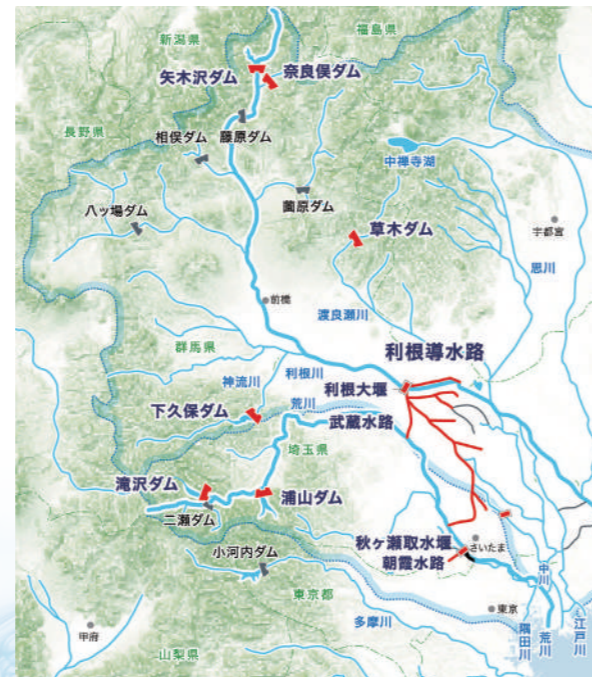 新潟県
福島県
矢木沢ダム
奈良俣ダム
長野県
相俣ダム
藤原ダム
中禅寺湖
薗原ダム
八ッ場ダム
草木ダム
宇都宮
思川
前橋
渡良瀬川
群馬県
利根導水路
利根川
神流川
利根大堰
下久保ダム
荒川
武蔵水路
埼玉県
滝沢ダム
浦山ダム
二瀬ダム
秋ヶ瀬取水堰
さいたま
朝霞水路
小河内ダム
中川
東京都
東京
多摩川
甲府
隅田川
荒川
江戸川
山梨県